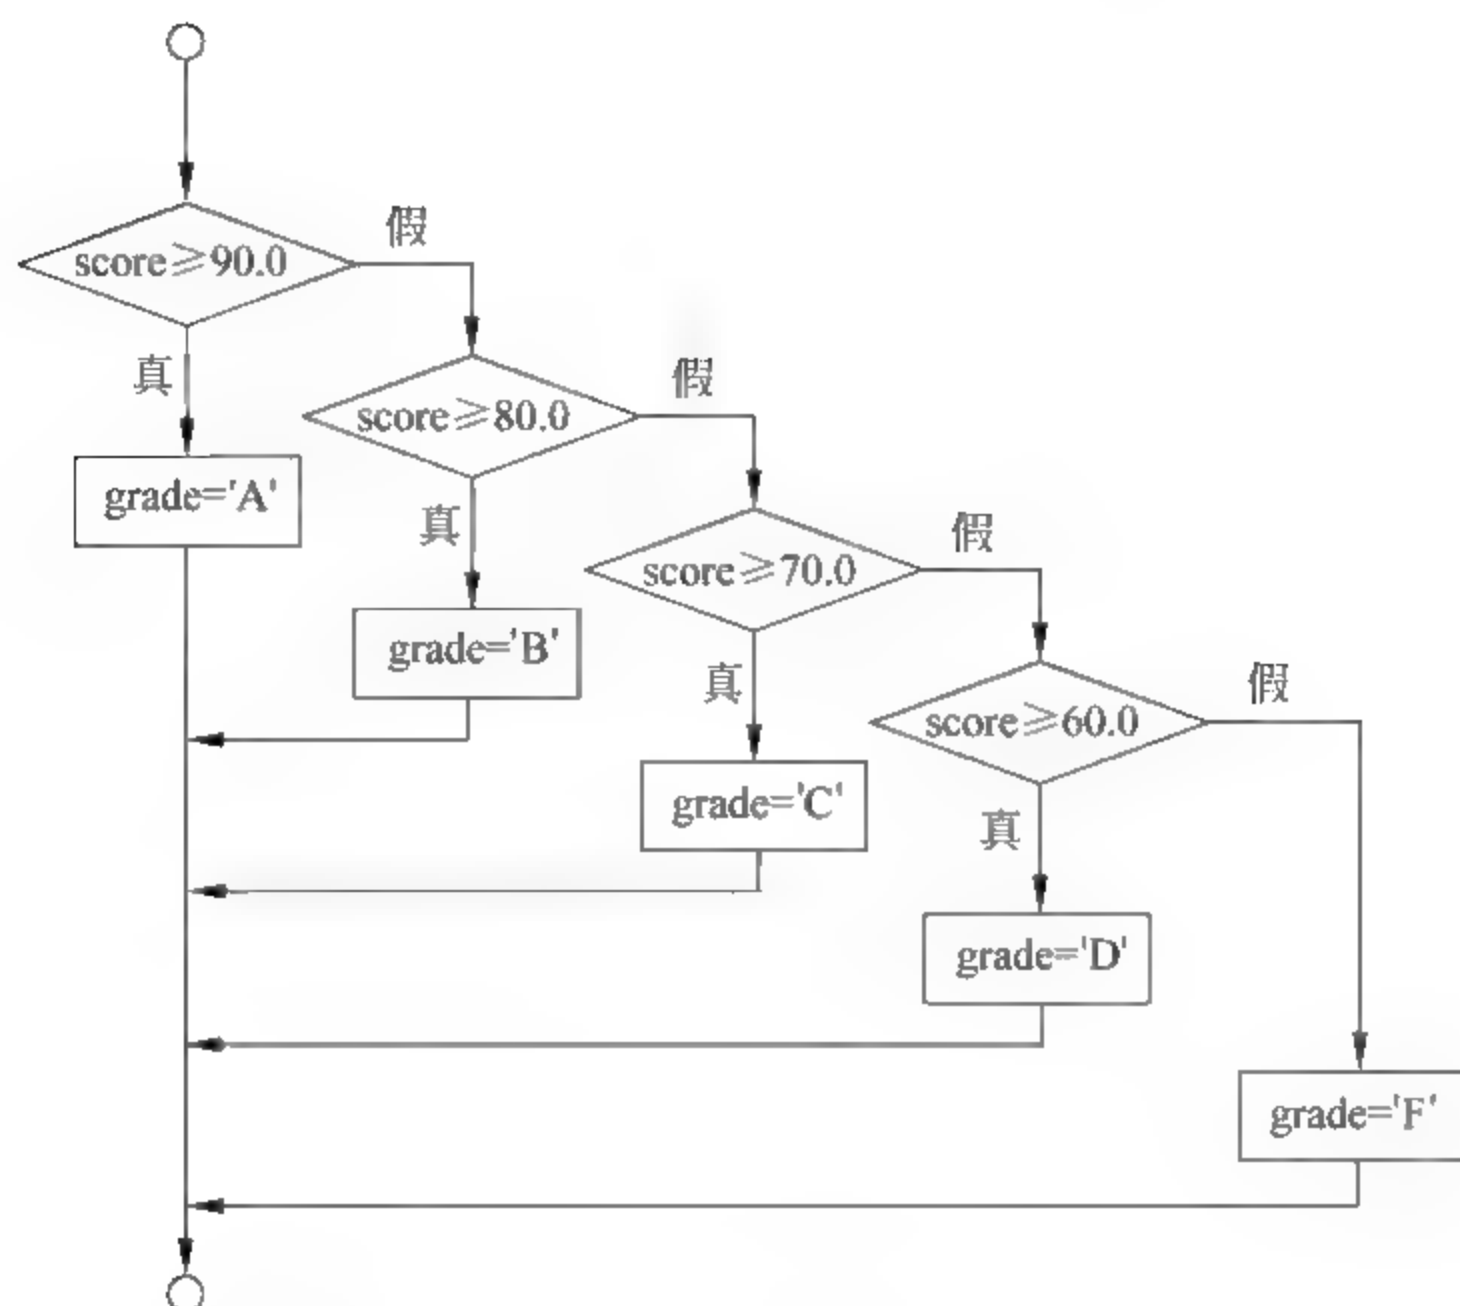 假
score≥90.0
真
假
score≥80.0
grade='A'
真
假
score≥70.0
grade='B'
真
假
score≥60.0
grade='C'
真
grade='D'
grade='F'